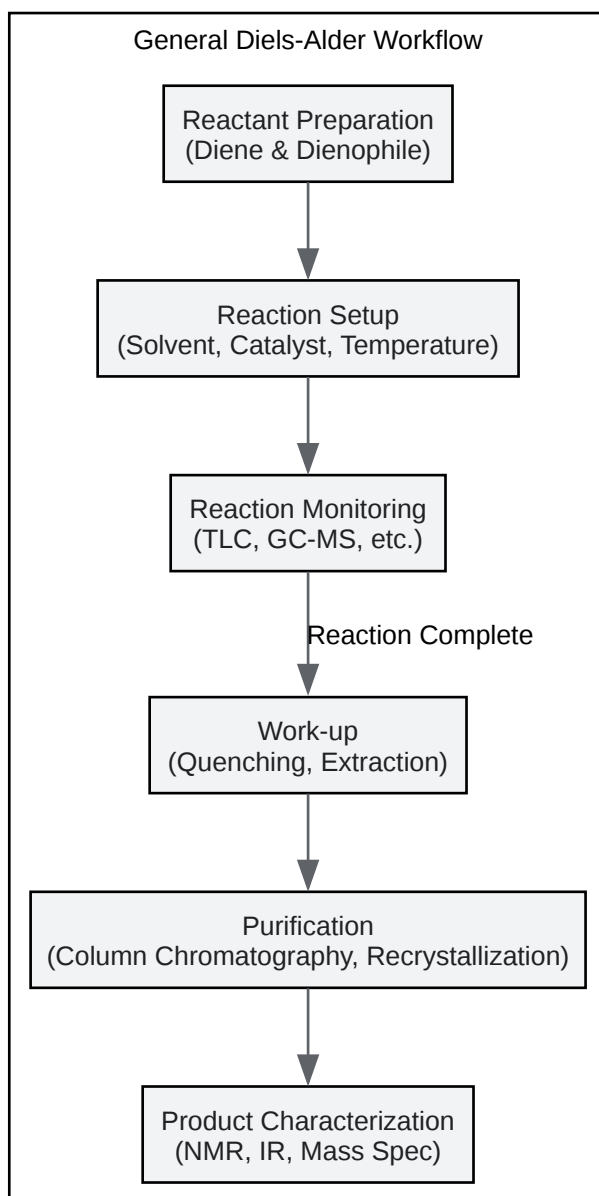 General Diels-Alder Workflow
Reactant Preparation
(Diene & Dienophile)
Reaction Setup
(Solvent, Catalyst, Temperature)
Reaction Monitoring
(TLC, GC-MS, etc.)
Reaction Complete
Work-up
(Quenching, Extraction)
Purification
(Column Chromatography, Recrystallization)
Product Characterization
(NMR, IR, Mass Spec)